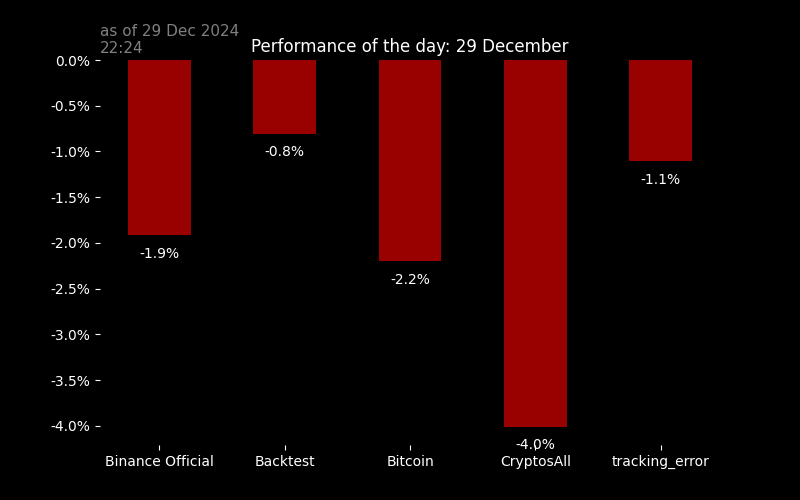 as of 29 Dec 2024
22:24
Performance of the day: 29 December
0.0%
-0.5%
-1.0%
-1.5%
-2.0%
-2.5%
-3.0%
-3.5%
-4.0%
-1.9%
-0.8%
-2.2%
-4.0%
-1.1%
Binance Official
Backtest
Bitcoin
CryptosAll
tracking_error